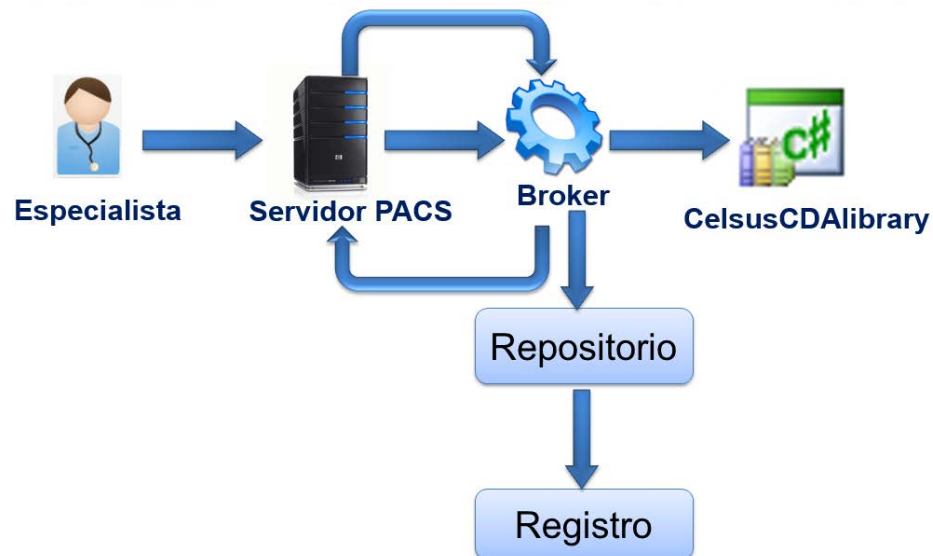 C#
Especialista
Servidor PACS
Broker
CelsusCDAlibrary
Repositorio
Registro